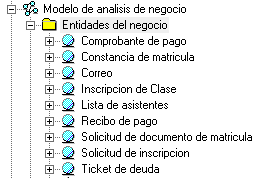 Modelo de analisis de negocio
Entidades del negocio
Comprobante de pago
Constancia de matricula
Correo
Inscripcion de Clase
Lista de asistentes
Recibo de pago
Solicitud de documento de matricula
Solicitud de inscripcion
Ticket de deuda